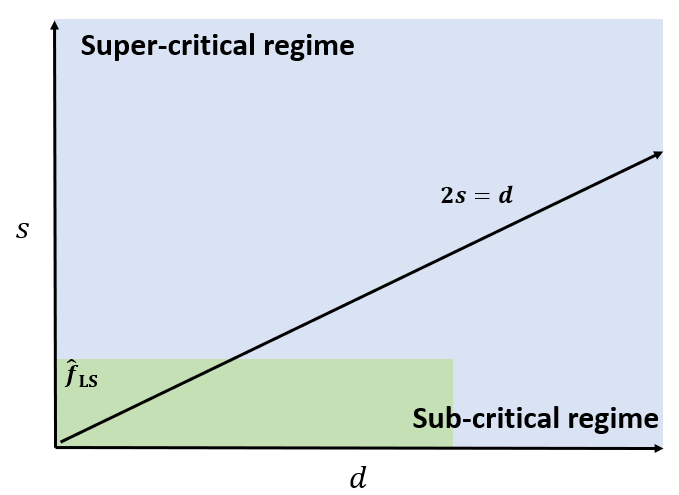 Super-critical regime
2s = d
s
f̂LS
Sub-critical regime
d